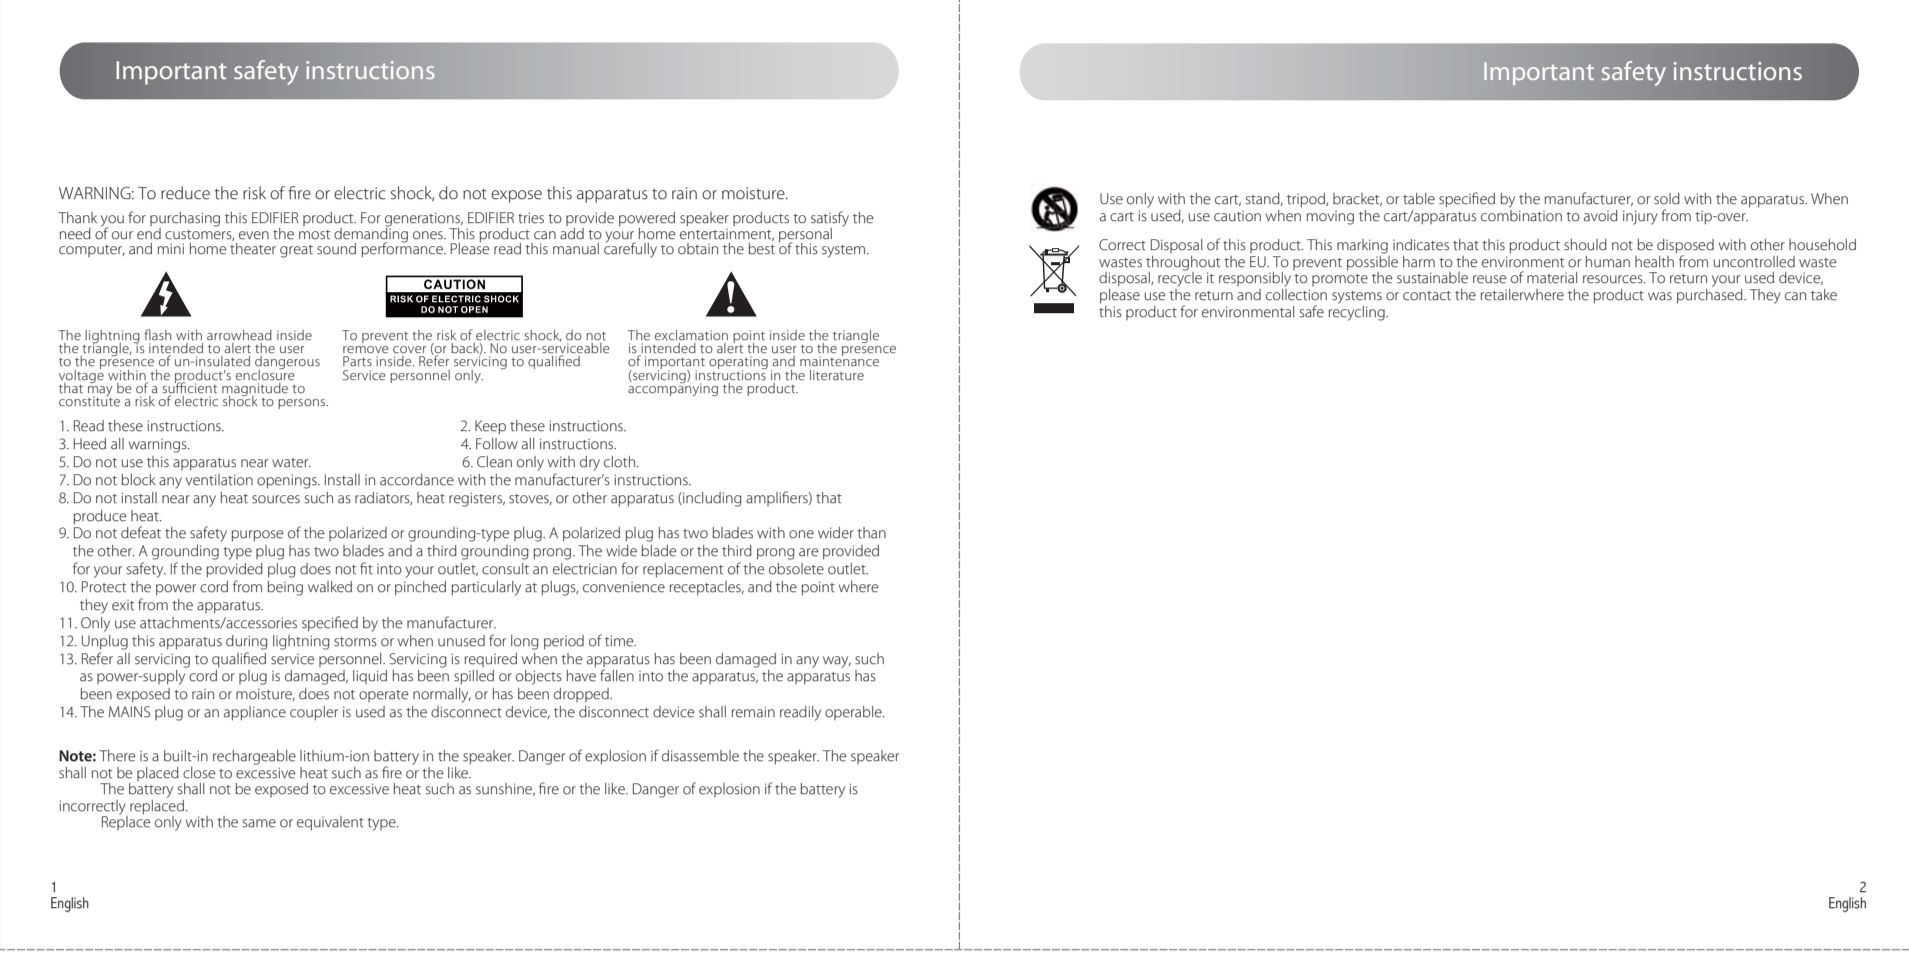 Important safety instructions
WARNING: To reduce the risk of fire or electric shock, do not expose this apparatus to rain or moisture.
Thank you for purchasing this EDIFIER product. For generations, EDIFIER tries to provide powered speaker products to satisfy the
need of our end customers, even the most demanding ones. This product can add to your home entertainment, personal
computer, and mini home theater great sound performance. Please read this manual carefully to obtain the best of this system.
The lightning flash with arrowhead inside
the triangle, is intended to alert the user
to the presence of un-insulated dangerous
voltage within the product's enclosure
that may be of a sufficient magnitude to
constitute a risk of electric shock to persons.
CAUTION
RISK OF ELECTRIC SHOCK
DO NOT OPEN
To prevent the risk of electric shock, do not
remove cover (or back). No user-serviceable
Parts inside. Refer servicing to qualified
Service personnel only.
The exclamation point inside the triangle
is intended to alert the user to the presence
of important operating and maintenance
(servicing) instructions in the literature
accompanying the product.
1. Read these instructions. 2. Keep these instructions.
3. Heed all warnings. 4. Follow all instructions.
5. Do not use this apparatus near water. 6. Clean only with dry cloth.
7. Do not block any ventilation openings. Install in accordance with the manufacturer’s instructions.
8. Do not install near any heat sources such as radiators, heat registers, stoves, or other apparatus (including amplifiers) that
produce heat.
9. Do not defeat the safety purpose of the polarized or grounding-type plug. A polarized plug has two blades with one wider than
the other. A grounding type plug has two blades and a third grounding prong. The wide blade or the third prong are provided
for your safety. If the provided plug does not fit into your outlet, consult an electrician for replacement of the obsolete outlet.
10. Protect the power cord from being walked on or pinched particularly at plugs, convenience receptacles, and the point where
they exit from the apparatus.
11. Only use attachments/accessories specified by the manufacturer.
12. Unplug this apparatus during lightning storms or when unused for long period of time.
13. Refer all servicing to qualified service personnel. Servicing is required when the apparatus has been damaged in any way, such
as power-supply cord or plug is damaged, liquid has been spilled or objects have fallen into the apparatus, the apparatus has
been exposed to rain or moisture, does not operate normally, or has been dropped.
14. The MAINS plug or an appliance coupler is used as the disconnect device, the disconnect device shall remain readily operable.
Note: There is a built-in rechargeable lithium-ion battery in the speaker. Danger of explosion if disassemble the speaker. The speaker
shall not be placed close to excessive heat such as fire or the like.
The battery shall not be exposed to excessive heat such as sunshine, fire or the like. Danger of explosion if the battery is
incorrectly replaced.
Replace only with the same or equivalent type.
1
English
Important safety instructions
Use only with the cart, stand, tripod, bracket, or table specified by the manufacturer, or sold with the apparatus. When
a cart is used, use caution when moving the cart/apparatus combination to avoid injury from tip-over.
Correct Disposal of this product. This marking indicates that this product should not be disposed with other household
wastes throughout the EU. To prevent possible harm to the environment or human health from uncontrolled waste
disposal, recycle it responsibly to promote the sustainable reuse of material resources. To return your used device,
please use the return and collection systems or contact the retailerwhere the product was purchased. They can take
this product for environmental safe recycling.
2
English